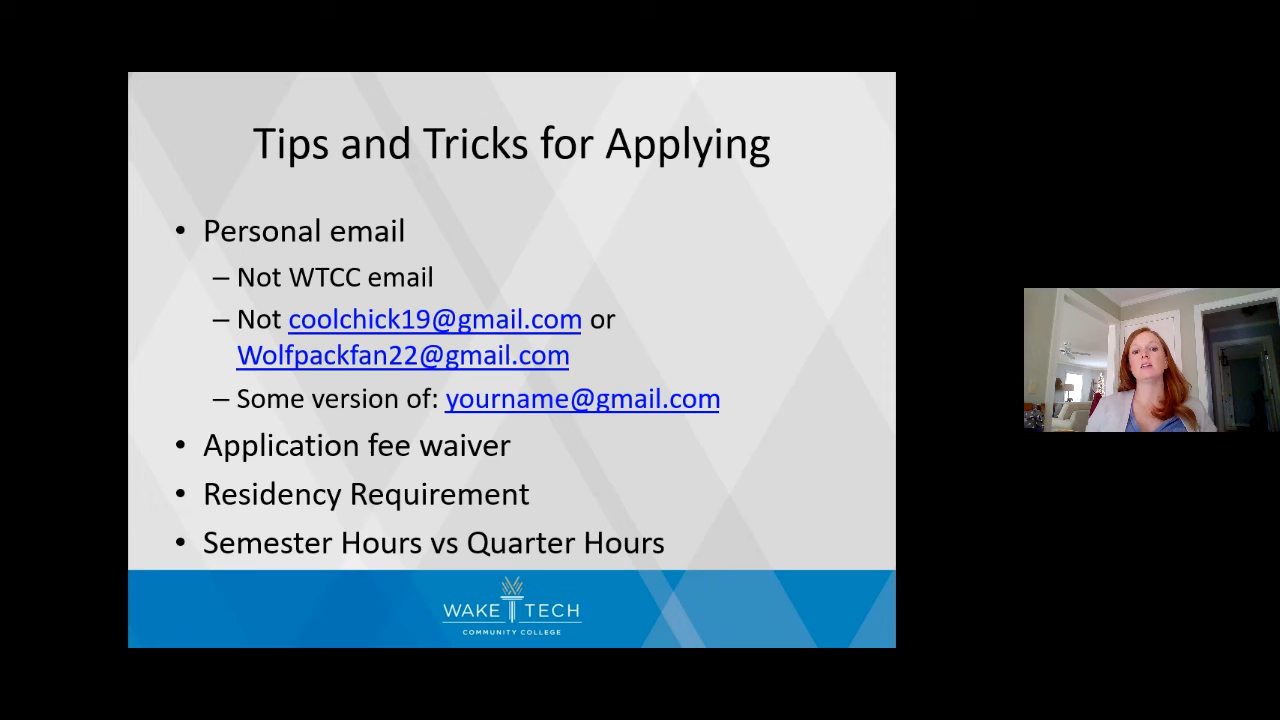 Tips and Tricks for Applying
• Personal email
– Not WTCC email
– Not coolchick19@gmail.com or
Wolfpackfan22@gmail.com
– Some version of: yourname@gmail.com
• Application fee waiver
• Residency Requirement
• Semester Hours vs Quarter Hours
WAKE TECH
COMMUNITY COLLEGE